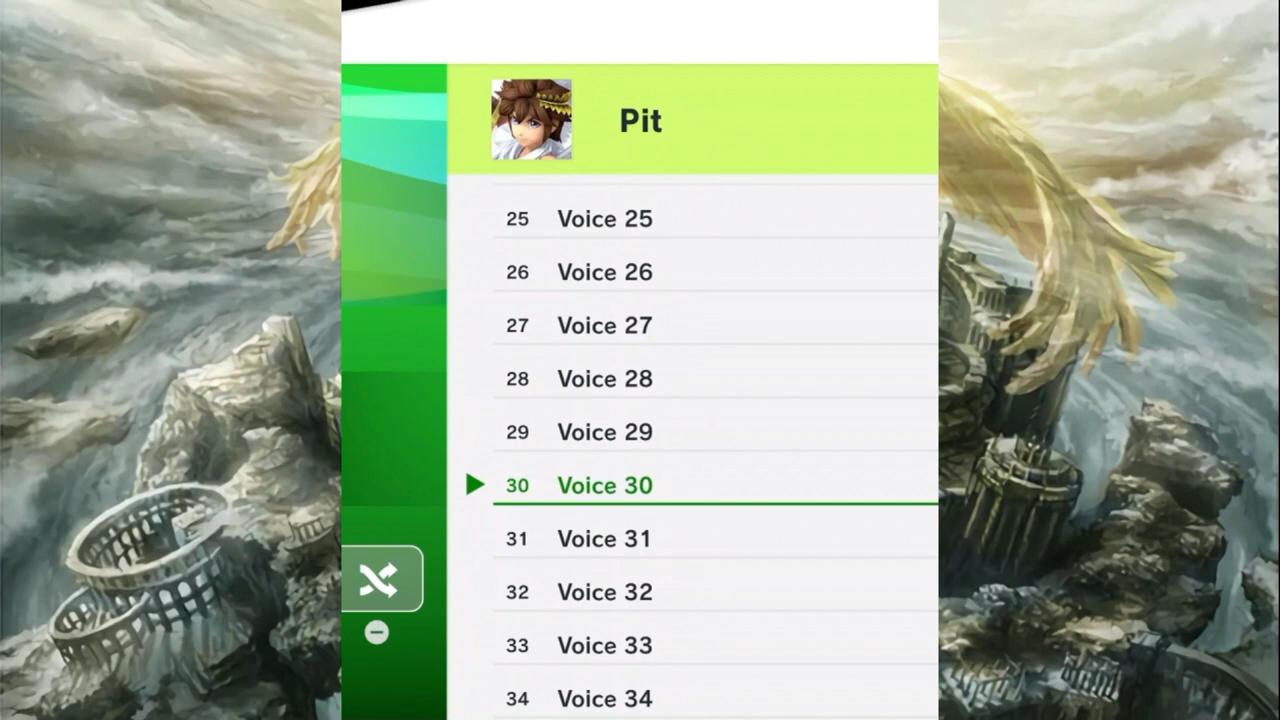 Pit
25 Voice 25
26 Voice 26
27 Voice 27
28 Voice 28
29 Voice 29
30 Voice 30
31 Voice 31
32 Voice 32
33 Voice 33
34 Voice 34